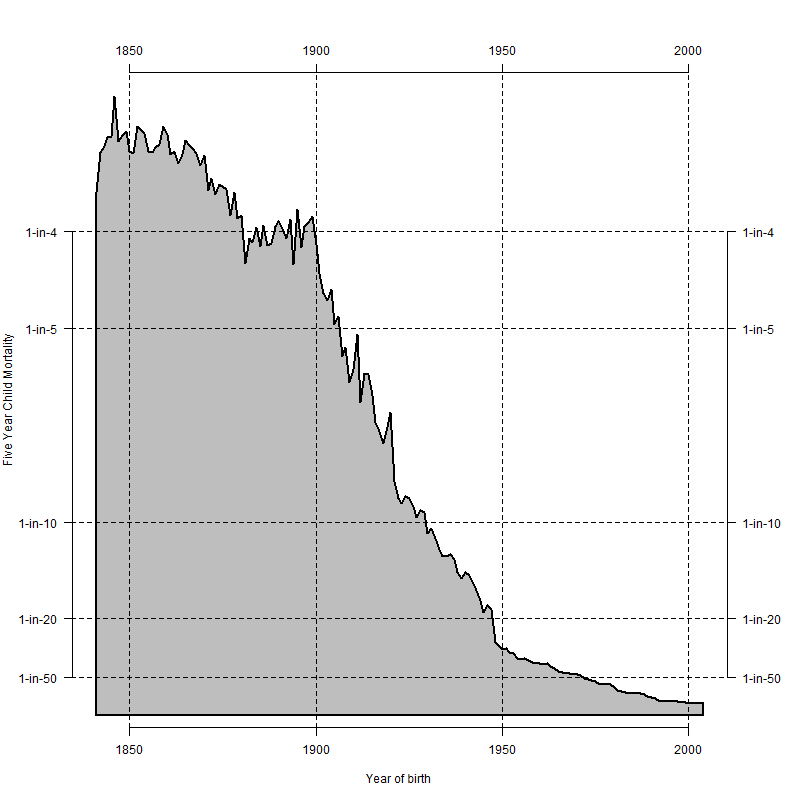 1850 1900 1950 2000
1-in-4 1-in-4
1-in-5 1-in-5
Five Year Child Mortality
1-in-10 1-in-10
1-in-20 1-in-20
1-in-50 1-in-50
1850 1900 1950 2000
Year of birth